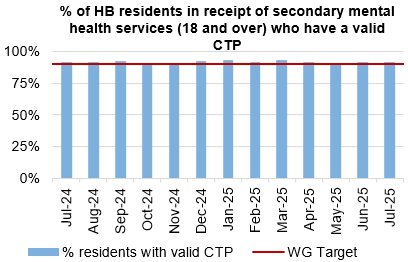 % of HB residents in receipt of secondary mental
health services (18 and over) who have a valid
CTP
100%
75%
50%
25%
0%
Jul-24
Aug-24
Sep-24
Oct-24
Nov-24
Dec-24
Jan-25
Feb-25
Mar-25
Apr-25
May-25
Jun-25
Jul-25
% residents with valid CTP
WG Target